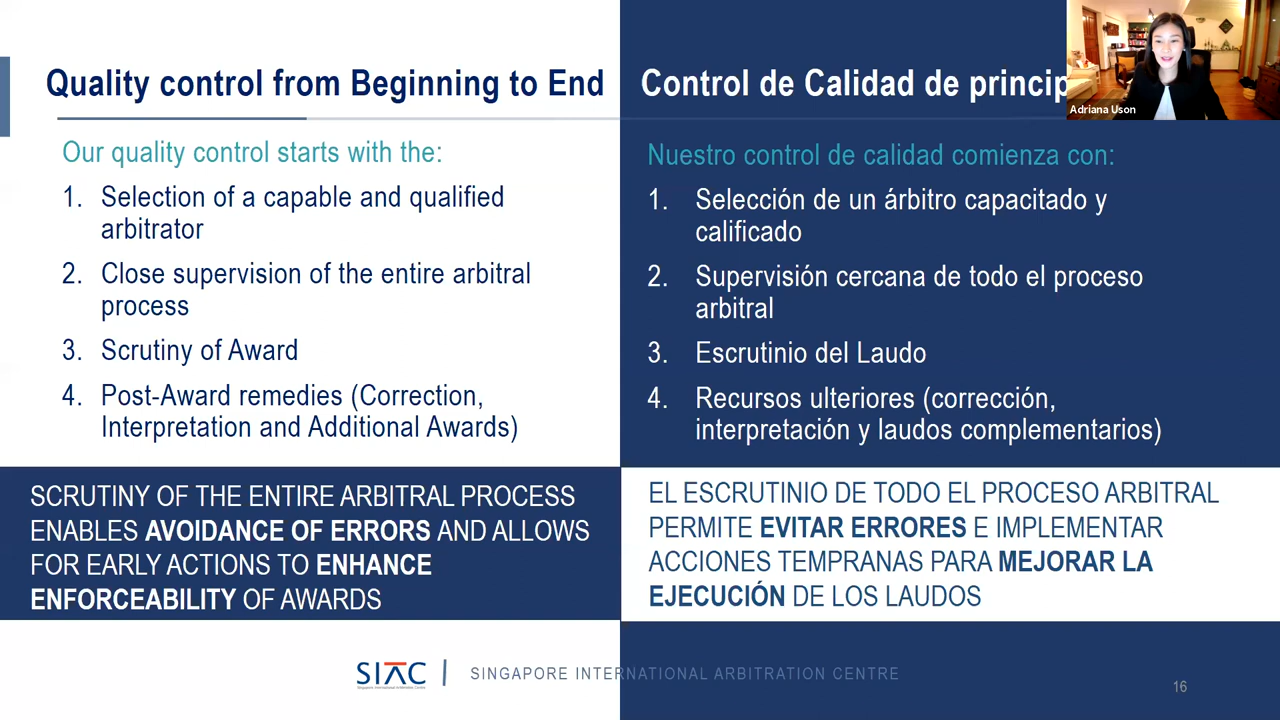 Quality control from Beginning to End
Our quality control starts with the:
1. Selection of a capable and qualified
arbitrator
2. Close supervision of the entire arbitral
process
3. Scrutiny of Award
4. Post-Award remedies (Correction,
Interpretation and Additional Awards)
SCRUTINY OF THE ENTIRE ARBITRAL PROCESS
ENABLES AVOIDANCE OF ERRORS AND ALLOWS
FOR EARLY ACTIONS TO ENHANCE
ENFORCEABILITY OF AWARDS
Control de Calidad de princip
Adriana Uson
Nuestro control de calidad comienza con:
1. Selección de un árbitro capacitado y
calificado
2. Supervisión cercana de todo el proceso
arbitral
3. Escrutinio del Laudo
4. Recursos ulteriores (corrección,
interpretación y laudos complementarios)
EL ESCRUTINIO DE TODO EL PROCESO ARBITRAL
PERMITE EVITAR ERRORES E IMPLEMENTAR
ACCIONES TEMPRANAS PARA MEJORAR LA
EJECUCIÓN DE LOS LAUDOS
SIAC
Singapore International Arbitration Centre
SINGAPORE INTERNATIONAL ARBITRATION CENTRE
16